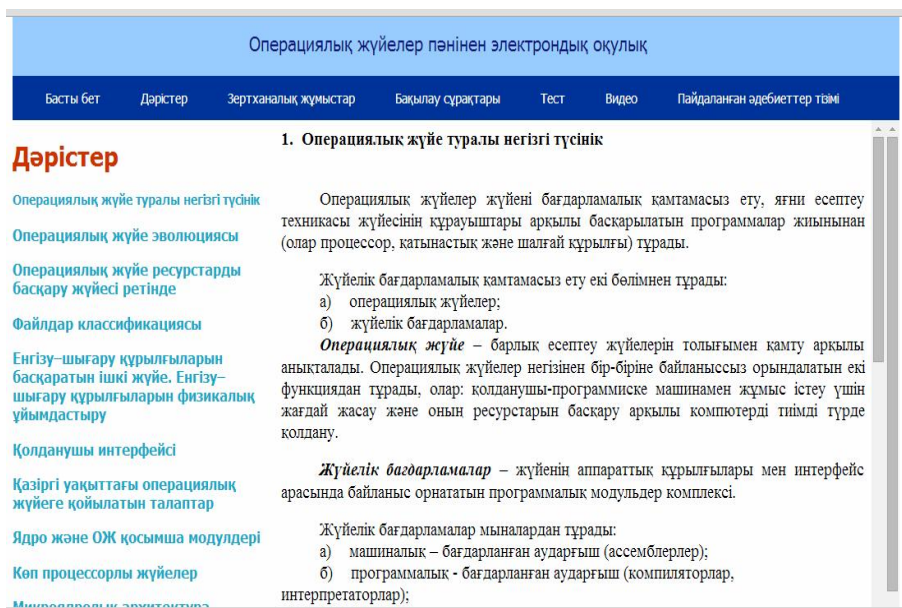 Операциялық жүйелер пәнінен электрондық оқулық
Басты бет Дәрістер Зертханалық жұмыстар Бақылау сұрақтары Тест Видео Пайдаланған әдебиеттер тізімі
Дәрістер
Операциялық жүйе туралы негізгі түсінік
Операциялық жүйе эволюциясы
Операциялық жүйе ресурстарды
басқару жүйесі ретінде
Файлдар классификациясы
Енгізу–шығару құрылғыларын
басқаратын ішкі жүйе. Енгізу–
шығару құрылғыларын физикалық
ұйымдастыру
Қолданушы интерфейсі
Қазіргі уақыттағы операциялық
жүйеге қойылатын талаптар
Ядро және ОЖ қосымша модулдері
Көп процессорлы жүйелер
Микроядролық архитектура
1. Операциялық жүйе туралы негізгі түсінік
Операциялық жүйелер жүйені бағдарламалық қамтамасыз ету, яғни есептеу
техникасы жүйесінің құрауыштары арқылы басқарылатын программалар жиынынан
(олар процессор, қатынастық және шалғай құрылғы) тұрады.
Жүйелік бағдарламалық қамтамасыз ету екі бөлімнен тұрады:
а) операциялық жүйелер;
б) жүйелік бағдарламалар.
Операциялық жүйе – барлық есептеу жүйелерін толығымен қамту арқылы
анықталады. Операциялық жүйелер негізінен бір-біріне байланыссыз орындалатын екі
функциядан тұрады, олар: қолданушы-программиске машинамен жұмыс істеу үшін
жағдай жасау және оның ресурстарын басқару арқылы компютерді тиімді түрде
қолдану.
Жүйелік бағдарламалар – жүйенің аппараттық құрылғылары мен интерфейс
арасында байланыс орнататын программалық модульдер комплексі.
Жүйелік бағдарламалар мыналардан тұрады:
а) машиналық – бағдарланған аударғыш (ассемблерлер);
б) программалық - бағдарланған аударғыш (компиляторлар,
интерпретаторлар);